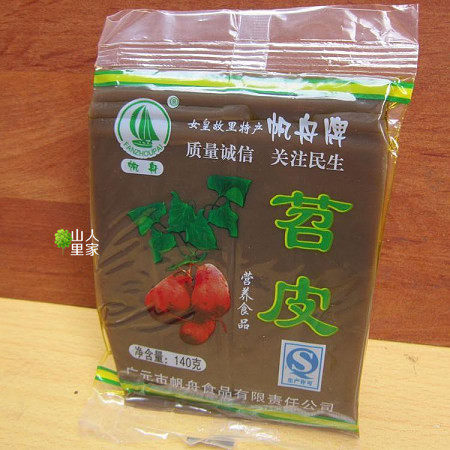 女皇故里特产 帆舟牌
质量诚信 关注民生
FANZHOUPAI
帆舟
苕皮
营养食品
净含量: 140克
生产许可
广元市帆舟食品有限责任公司
山人
里家